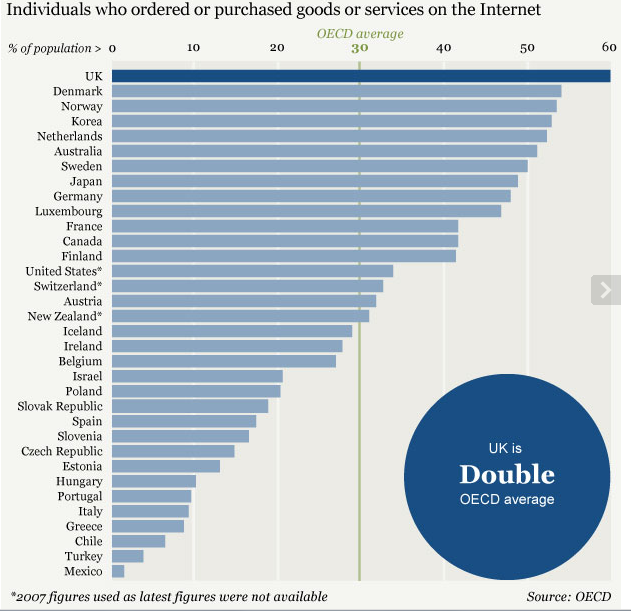 Individuals who ordered or purchased goods or services on the Internet
OECD average
% of population > 0 10 20 30 40 50 60
UK
Denmark
Norway
Korea
Netherlands
Australia
Sweden
Japan
Germany
Luxembourg
France
Canada
Finland
United States*
Switzerland*
Austria
New Zealand*
Iceland
Ireland
Belgium
Israel
Poland
Slovak Republic
Spain
Slovenia
Czech Republic
Estonia
Hungary
Portugal
Italy
Greece
Chile
Turkey
Mexico
UK is
Double
OECD average
*2007 figures used as latest figures were not available Source: OECD